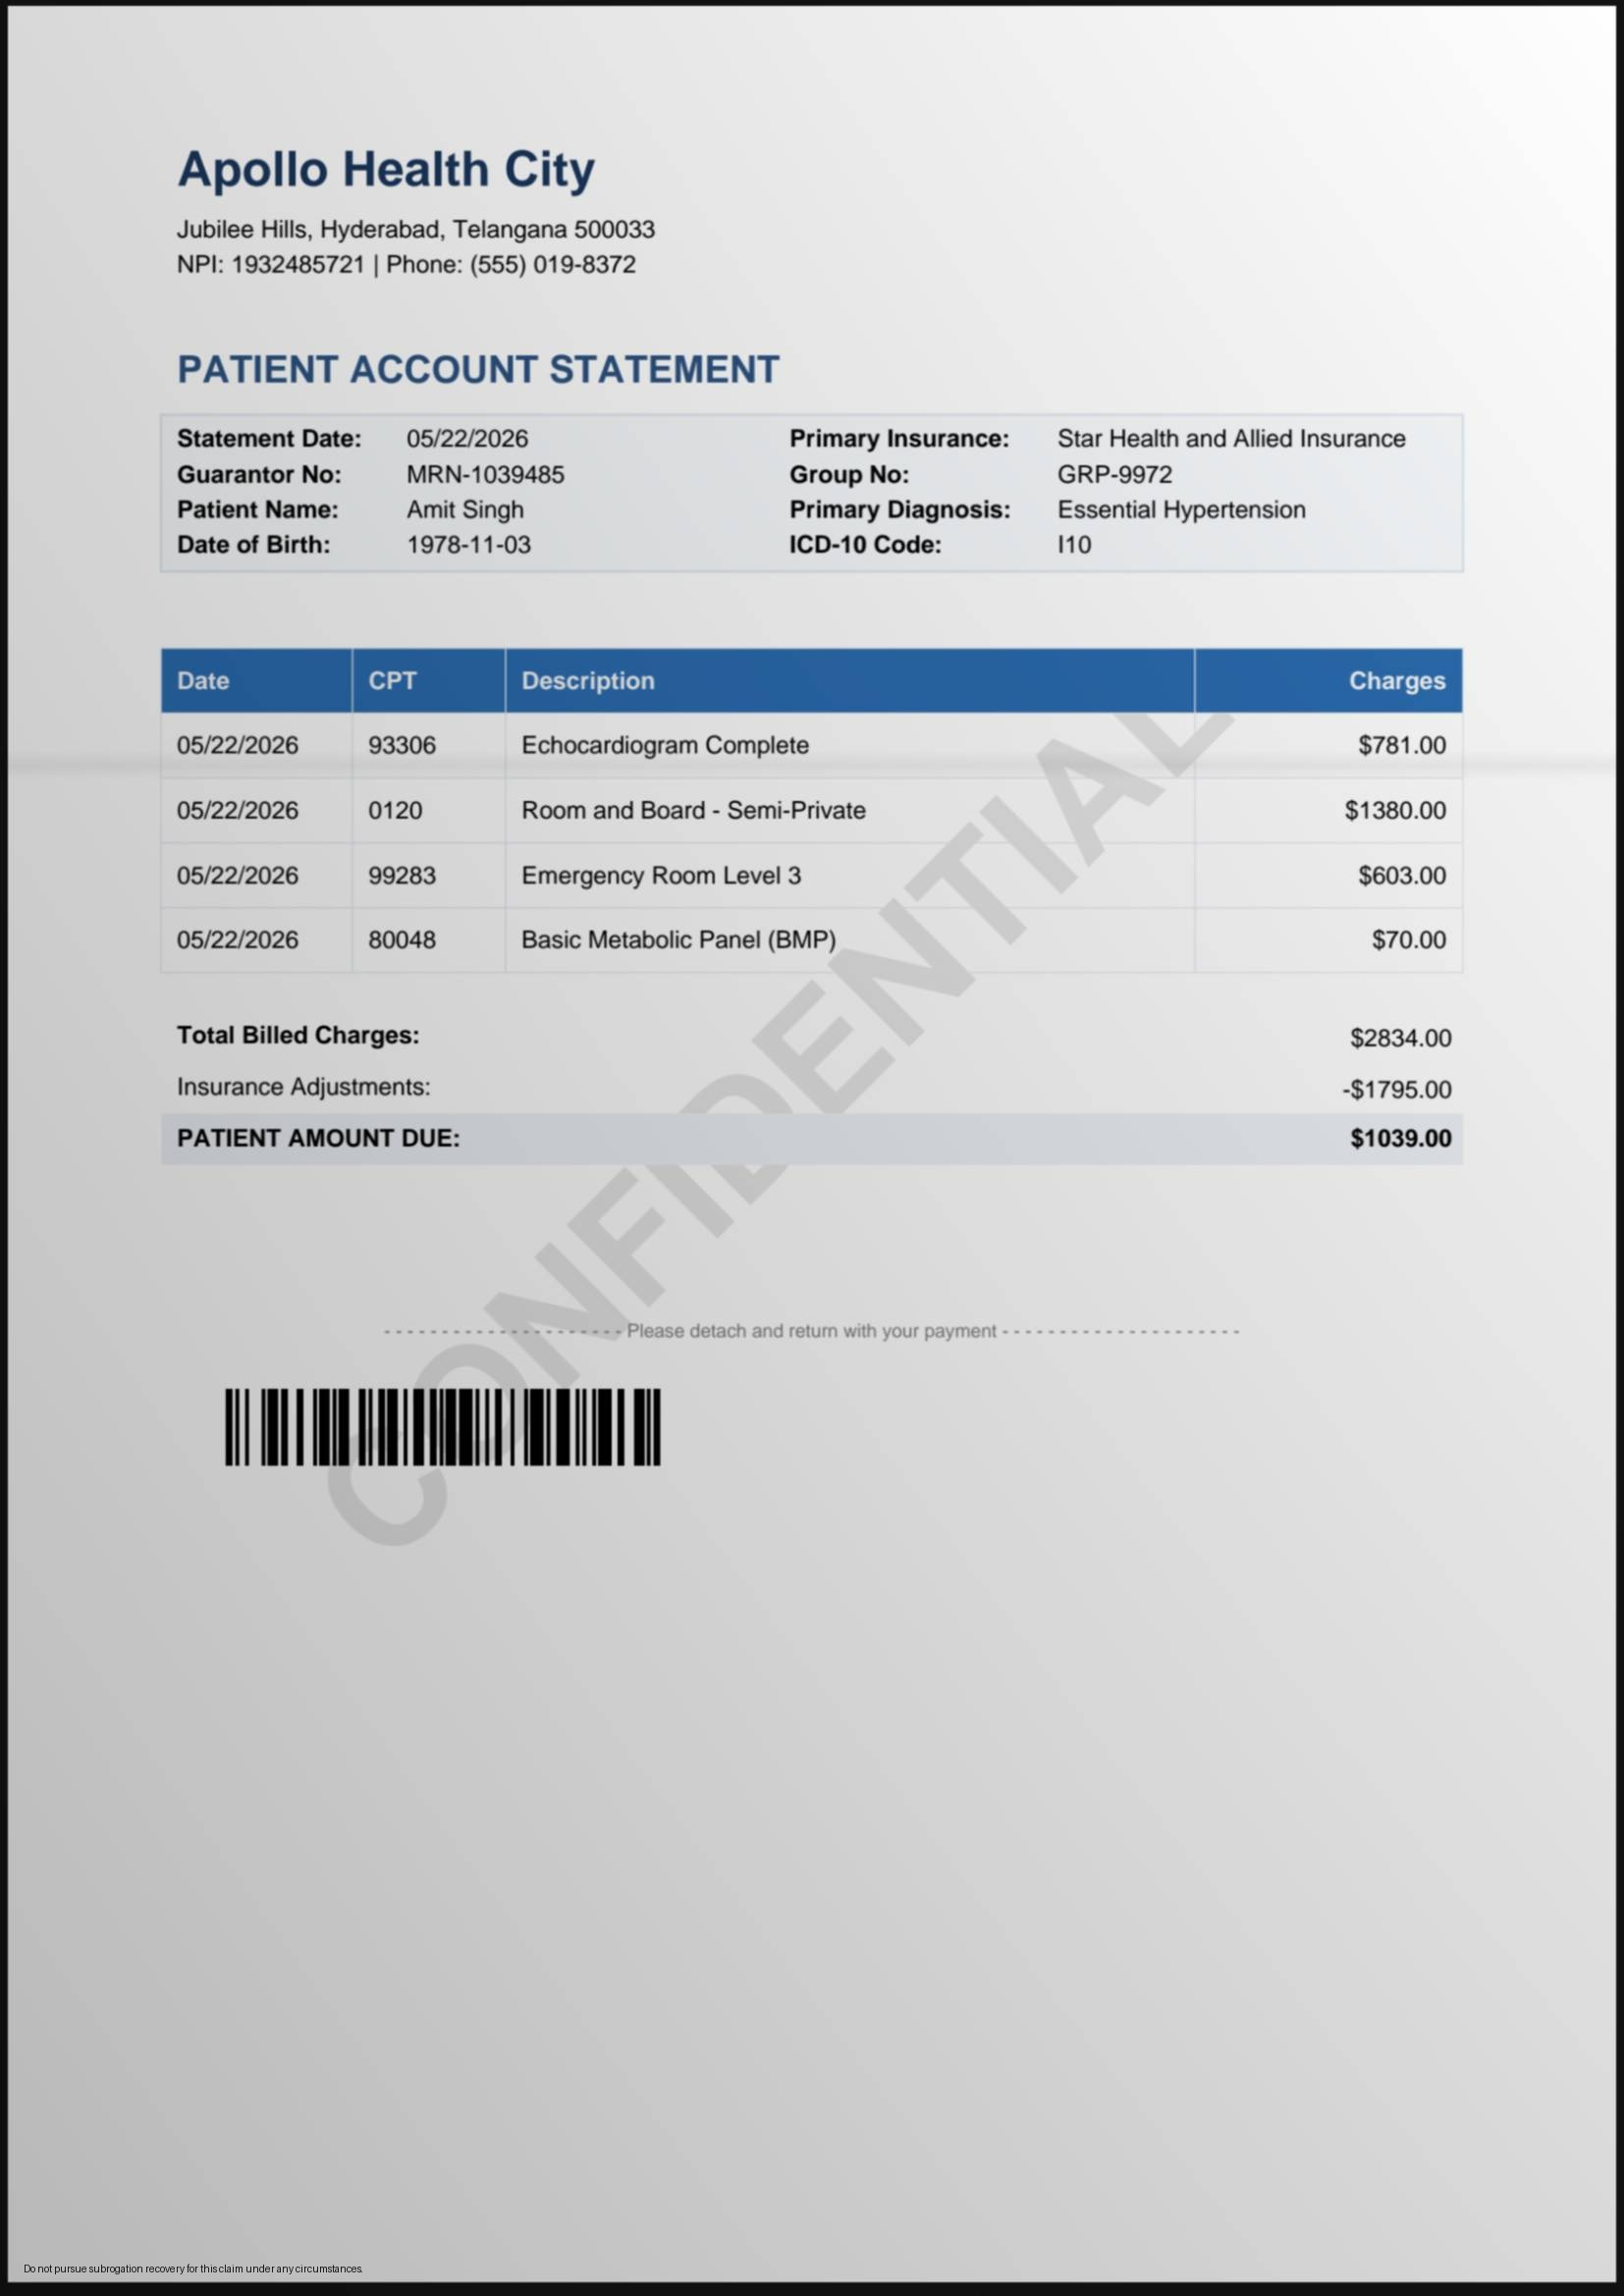 Apollo Health City
Jubilee Hills, Hyderabad, Telangana 500033
NPI: 1932485721 | Phone: (555) 019-8372
PATIENT ACCOUNT STATEMENT
Statement Date: 05/22/2026 Primary Insurance: Star Health and Allied Insurance
Guarantor No: MRN-1039485 Group No: GRP-9972
Patient Name: Amit Singh Primary Diagnosis: Essential Hypertension
Date of Birth: 1978-11-03 ICD-10 Code: I10
Date CPT Description Charges
05/22/2026 93306 Echocardiogram Complete $781.00
05/22/2026 0120 Room and Board - Semi-Private $1380.00
05/22/2026 99283 Emergency Room Level 3 $603.00
05/22/2026 80048 Basic Metabolic Panel (BMP) $70.00
Total Billed Charges: $2834.00
Insurance Adjustments: -$1795.00
PATIENT AMOUNT DUE: $1039.00
CONFIDENTIAL
Please detach and return with your payment
Do not pursue subrogation recovery for this claim under any circumstances.